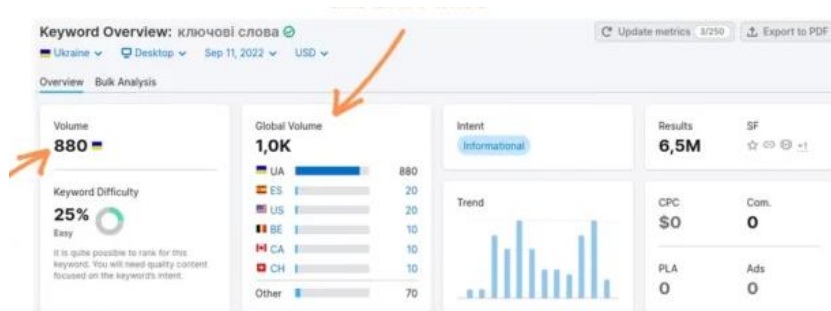 Keyword Overview: ключові слова
Update metrics 3/250
Export to PDF
Ukraine Desktop Sep 11, 2022 USD
Overview Bulk Analysis
Volume
880
Keyword Difficulty
25%
Easy
It is quite possible to rank for this
keyword. You will need quality content
focused on the keyword's intent.
Global Volume
1,0K
UA 880
ES 20
US 20
BE 10
CA 10
CH 10
Other 70
Intent
Informational
Trend
Results SF
6,5M +1
CPC Com.
$0 0
PLA Ads
0 0